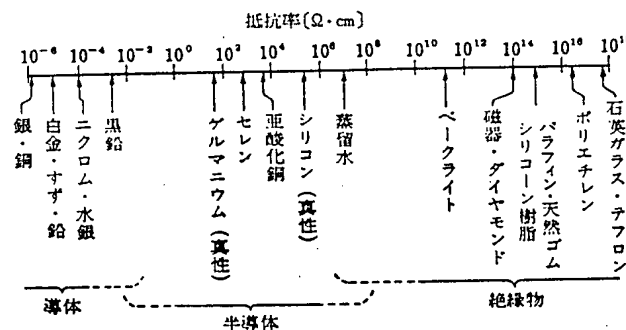 抵抗率〔Ω・cm〕
10⁻⁶ 10⁻⁴ 10⁻² 10⁰ 10² 10⁴ 10⁶ 10⁸ 10¹⁰ 10¹² 10¹⁴ 10¹⁶ 10¹
銀・銅
白金・すず・鉛
ニクロム・水銀
黒鉛
ゲルマニウム(真性)
セレン
亜酸化銅
シリコン(真性)
蒸留水
ベークライト
磁器・ダイヤモンド
シリコーン樹脂
パラフィン・天然ゴム
ポリエチレン
石英ガラス・テフロン
導体
半導体
絶縁物